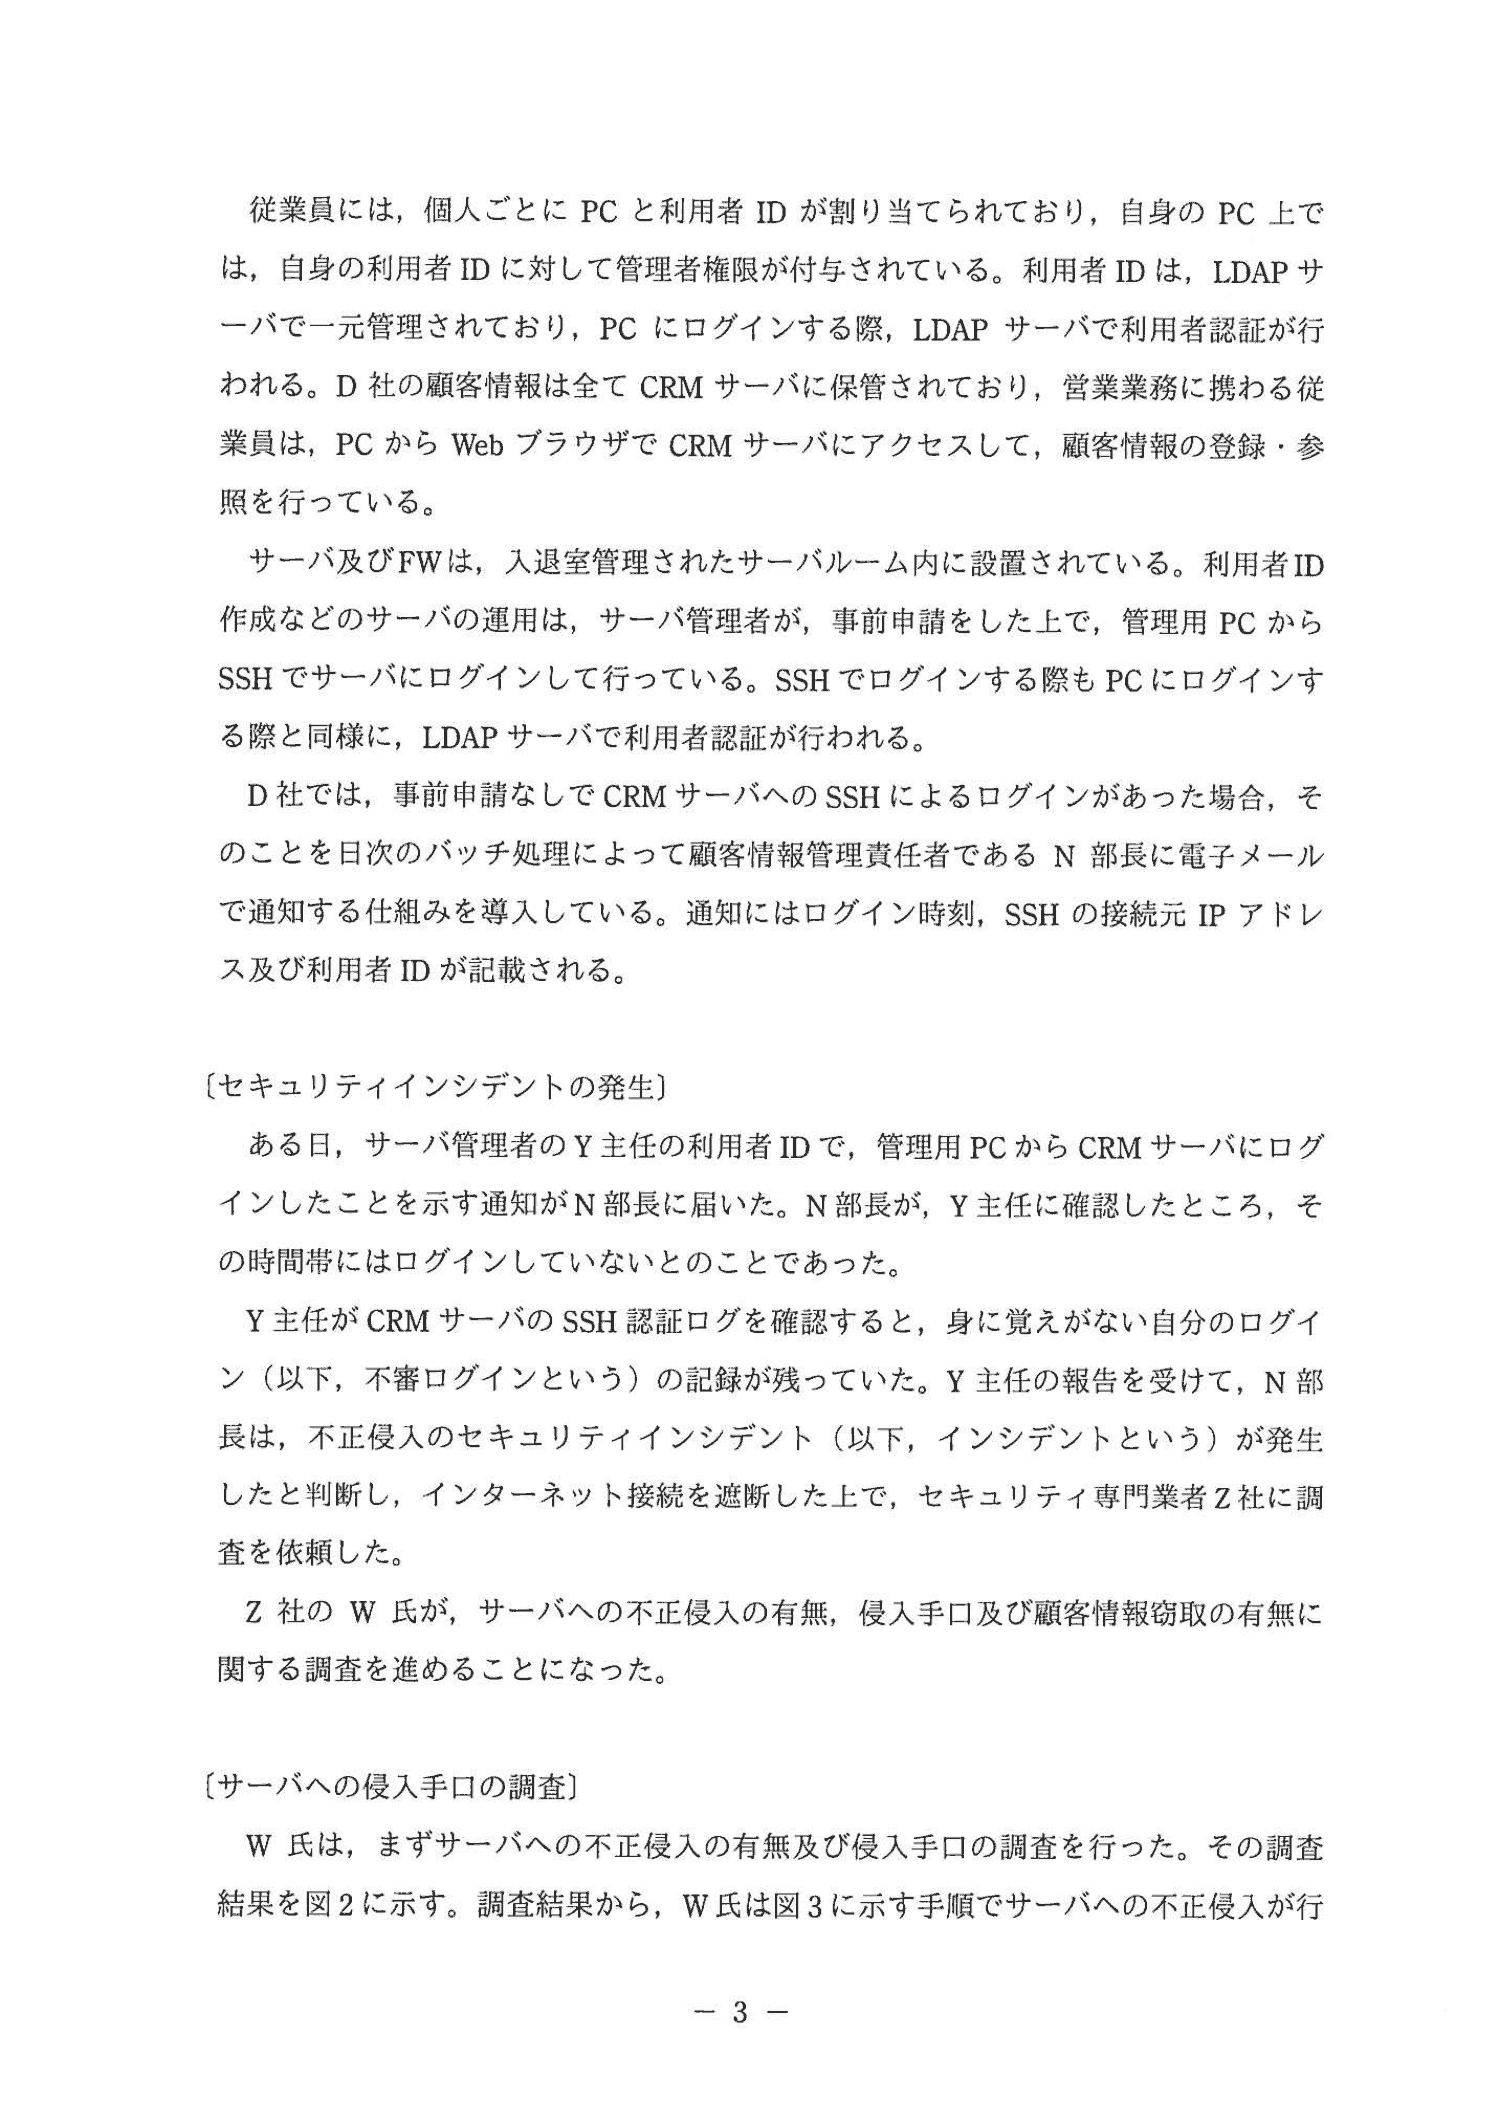 従業員には，個人ごとに PC と利用者 ID が割り当てられており，自身の PC 上で
は，自身の利用者 ID に対して管理者権限が付与されている。利用者 ID は，LDAP サ
ーバで一元管理されており，PC にログインする際，LDAP サーバで利用者認証が行
われる。D 社の顧客情報は全て CRM サーバに保管されており，営業業務に携わる従
業員は，PC から Web ブラウザで CRM サーバにアクセスして，顧客情報の登録・参
照を行っている。
サーバ及びFWは，入退室管理されたサーバルーム内に設置されている。利用者ID
作成などのサーバの運用は，サーバ管理者が，事前申請をした上で，管理用 PC から
SSH でサーバにログインして行っている。SSH でログインする際も PC にログインす
る際と同様に，LDAP サーバで利用者認証が行われる。
D 社では，事前申請なしで CRM サーバへの SSH によるログインがあった場合，そ
のことを日次のバッチ処理によって顧客情報管理責任者である N 部長に電子メール
で通知する仕組みを導入している。通知にはログイン時刻，SSH の接続元 IP アドレ
ス及び利用者 ID が記載される。
〔セキュリティインシデントの発生〕
ある日，サーバ管理者の Y 主任の利用者 ID で，管理用 PC から CRM サーバにログ
インしたことを示す通知が N 部長に届いた。N 部長が，Y 主任に確認したところ，そ
の時間帯にはログインしていないとのことであった。
Y 主任が CRM サーバの SSH 認証ログを確認すると，身に覚えがない自分のログイ
ン（以下，不審ログインという）の記録が残っていた。Y 主任の報告を受けて，N 部
長は，不正侵入のセキュリティインシデント（以下，インシデントという）が発生
したと判断し，インターネット接続を遮断した上で，セキュリティ専門業者 Z 社に調
査を依頼した。
Z 社の W 氏が，サーバへの不正侵入の有無，侵入手口及び顧客情報窃取の有無に
関する調査を進めることになった。
〔サーバへの侵入手口の調査〕
W 氏は，まずサーバへの不正侵入の有無及び侵入手口の調査を行った。その調査
結果を図 2 に示す。調査結果から，W 氏は図 3 に示す手順でサーバへの不正侵入が行
－ 3 －